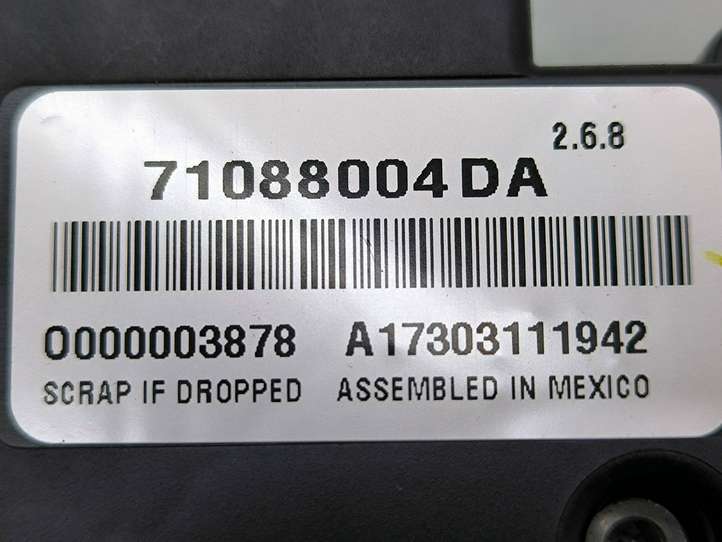 2.6.8
71088004DA
0000003878 A17303111942
SCRAP IF DROPPED ASSEMBLED IN MEXICO